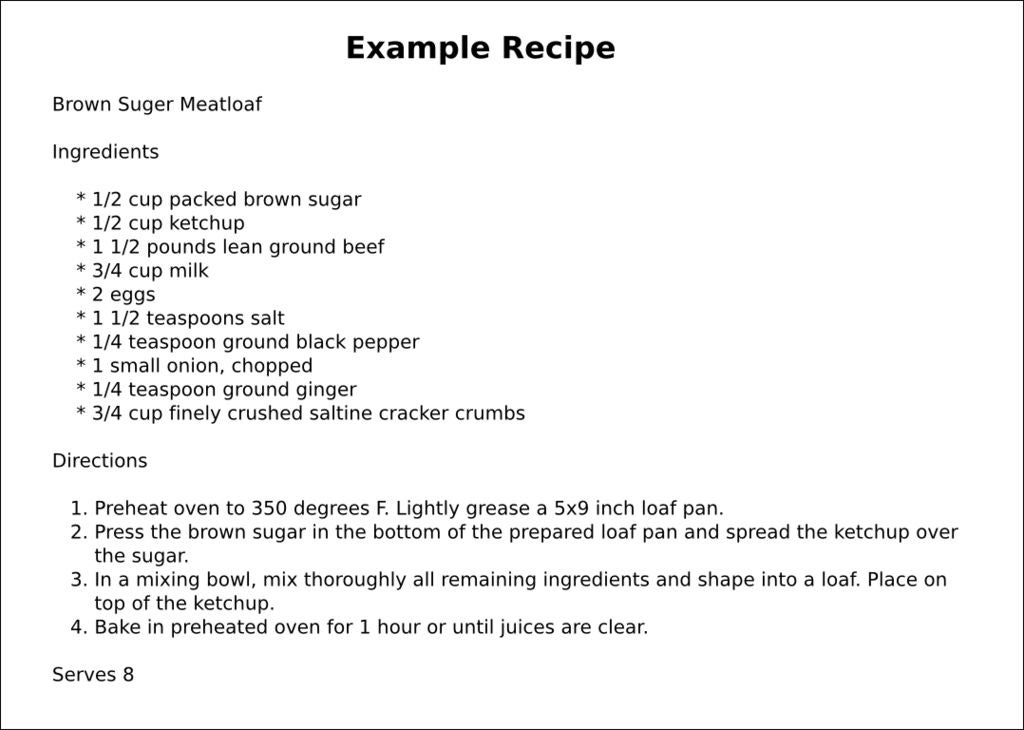 Example Recipe
Brown Suger Meatloaf
Ingredients
* 1/2 cup packed brown sugar
* 1/2 cup ketchup
* 1 1/2 pounds lean ground beef
* 3/4 cup milk
* 2 eggs
* 1 1/2 teaspoons salt
* 1/4 teaspoon ground black pepper
* 1 small onion, chopped
* 1/4 teaspoon ground ginger
* 3/4 cup finely crushed saltine cracker crumbs
Directions
1. Preheat oven to 350 degrees F. Lightly grease a 5x9 inch loaf pan.
2. Press the brown sugar in the bottom of the prepared loaf pan and spread the ketchup over
the sugar.
3. In a mixing bowl, mix thoroughly all remaining ingredients and shape into a loaf. Place on
top of the ketchup.
4. Bake in preheated oven for 1 hour or until juices are clear.
Serves 8